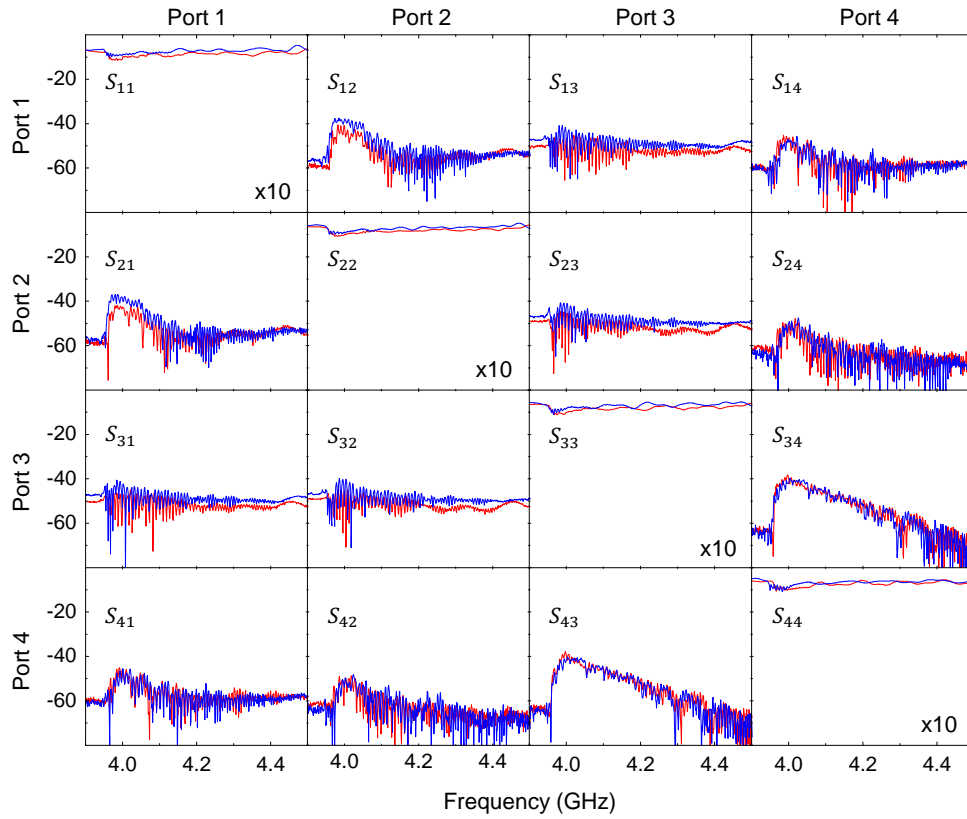 Port 1 Port 2 Port 3 Port 4
Port 1
-20
-40
-60
S11 S12 S13 S14
x10
Port 2
-20
-40
-60
S21 S22 S23 S24
x10
Port 3
-20
-40
-60
S31 S32 S33 S34
x10
Port 4
-20
-40
-60
S41 S42 S43 S44
x10
4.0 4.2 4.4 4.0 4.2 4.4 4.0 4.2 4.4 4.0 4.2 4.4
Frequency (GHz)